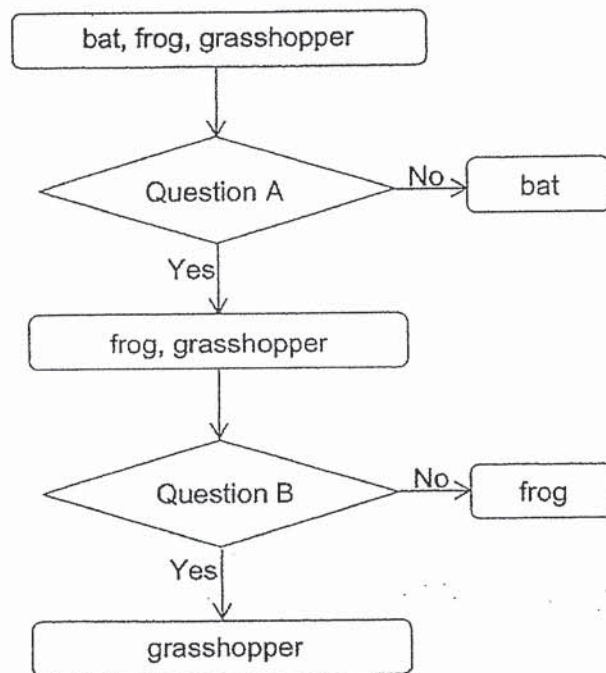 bat, frog, grasshopper
Question A
No
bat
Yes
frog, grasshopper
Question B
No
frog
Yes
grasshopper